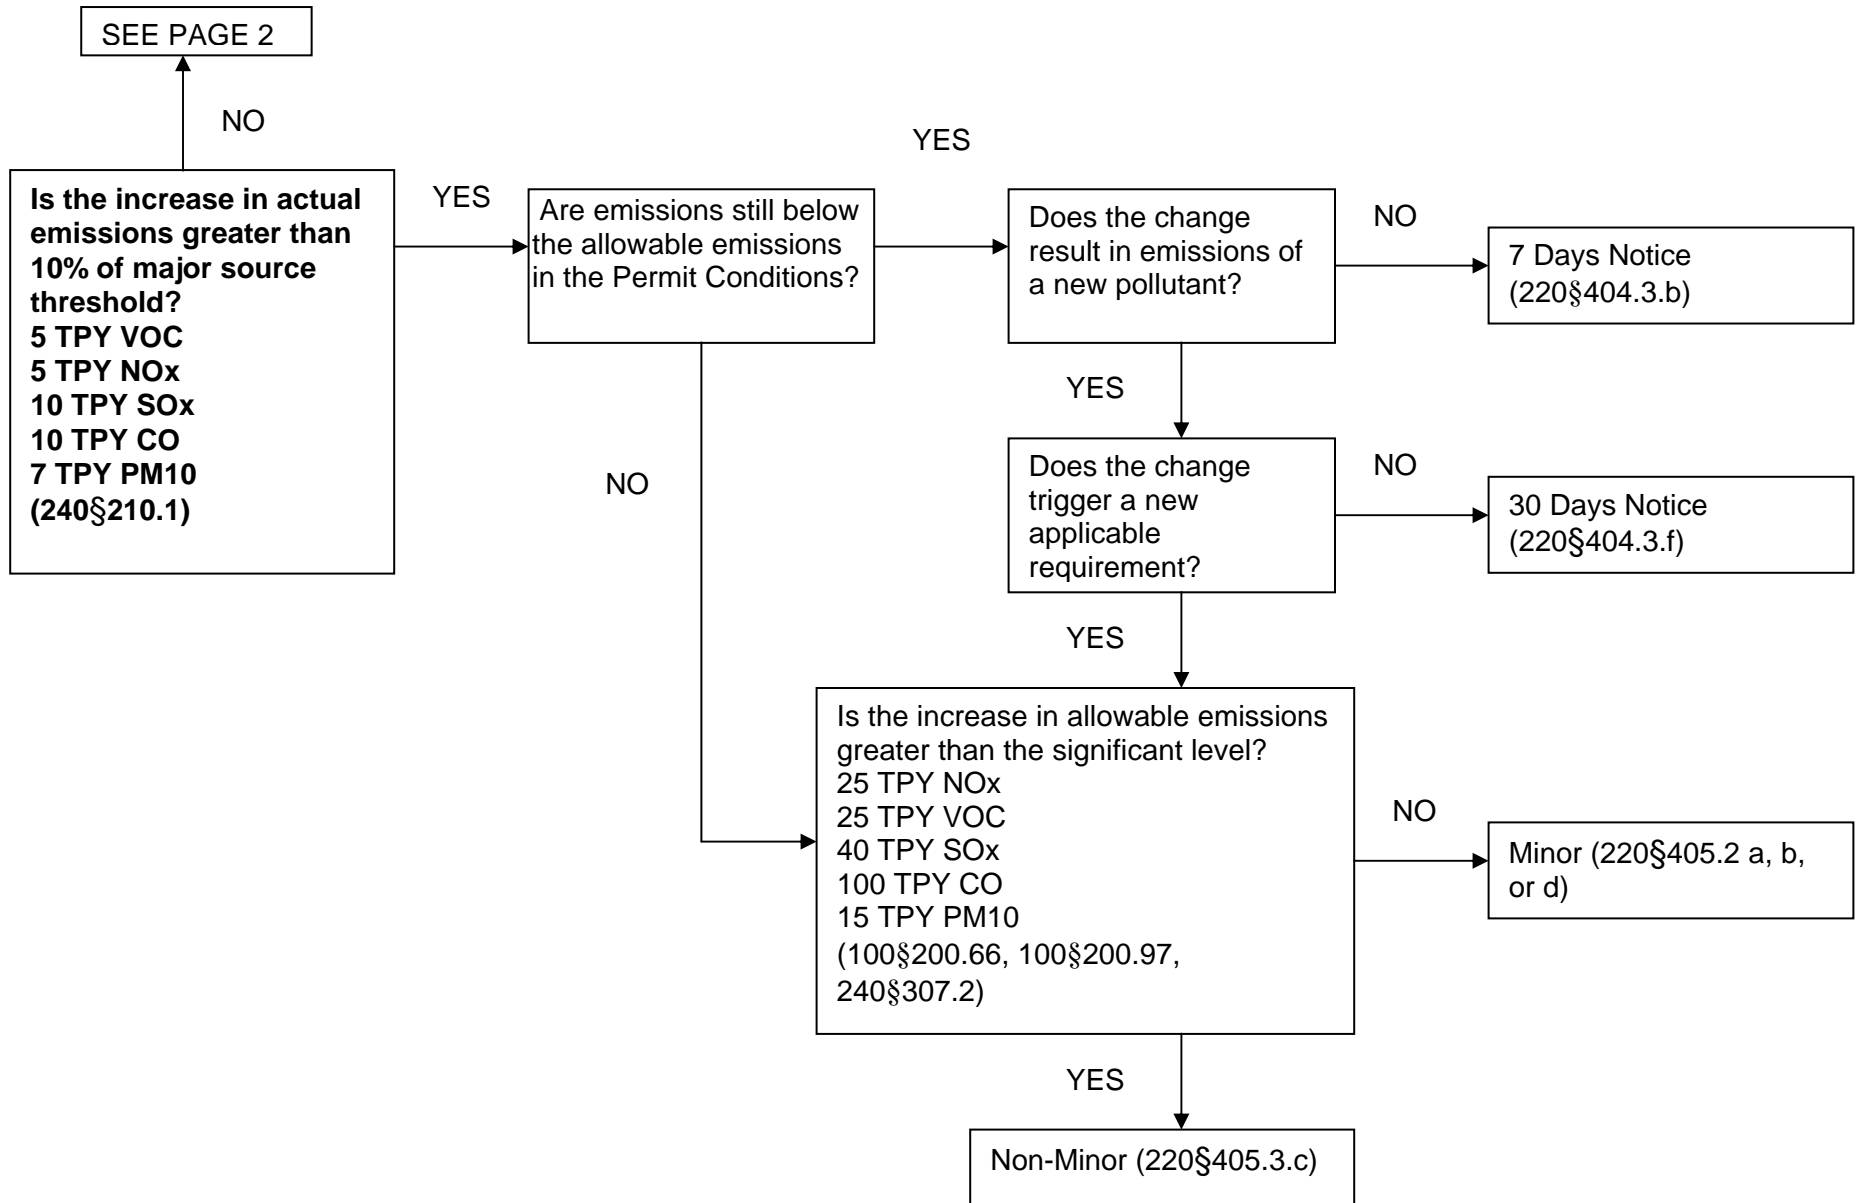 SEE PAGE 2
NO
YES
Is the increase in actual
emissions greater than
10% of major source
threshold?
5 TPY VOC
5 TPY NOx
10 TPY SOx
10 TPY CO
7 TPY PM10
(240§210.1)
YES
Are emissions still below
the allowable emissions
in the Permit Conditions?
Does the change
result in emissions of
a new pollutant?
NO
7 Days Notice
(220§404.3.b)
YES
NO
Does the change
trigger a new
applicable
requirement?
NO
30 Days Notice
(220§404.3.f)
YES
Is the increase in allowable emissions
greater than the significant level?
25 TPY NOx
25 TPY VOC
40 TPY SOx
100 TPY CO
15 TPY PM10
(100§200.66, 100§200.97,
240§307.2)
NO
Minor (220§405.2 a, b,
or d)
YES
Non-Minor (220§405.3.c)